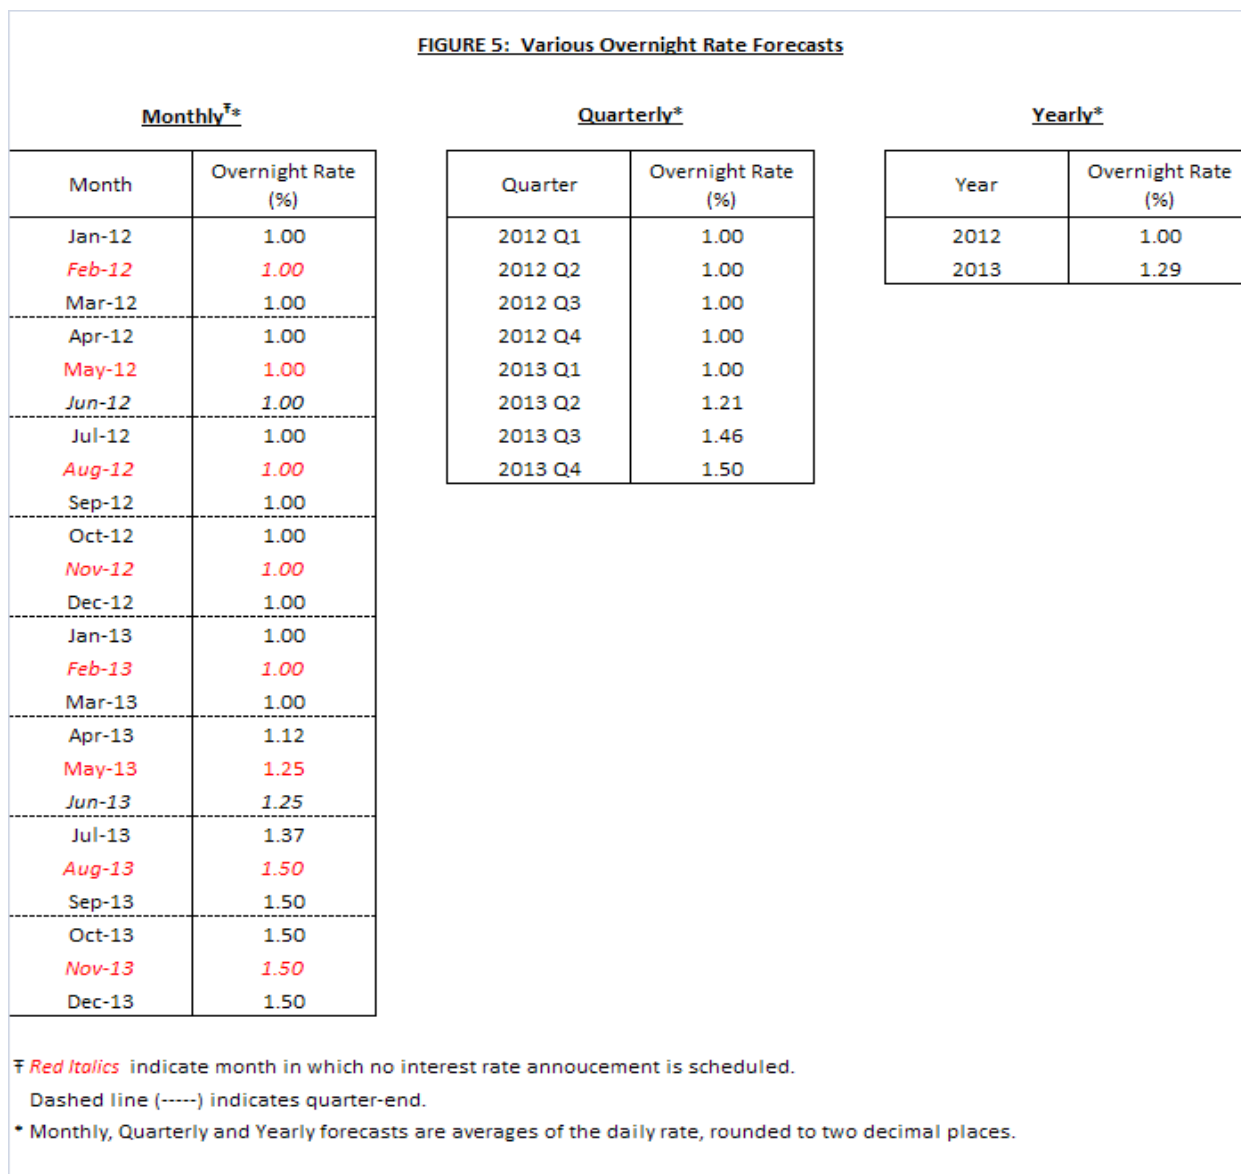 FIGURE 5: Various Overnight Rate Forecasts
Monthly Ŧ*
Month Overnight Rate (%)
Jan-12 1.00
Feb-12 1.00
Mar-12 1.00
Apr-12 1.00
May-12 1.00
Jun-12 1.00
Jul-12 1.00
Aug-12 1.00
Sep-12 1.00
Oct-12 1.00
Nov-12 1.00
Dec-12 1.00
Jan-13 1.00
Feb-13 1.00
Mar-13 1.00
Apr-13 1.12
May-13 1.25
Jun-13 1.25
Jul-13 1.37
Aug-13 1.50
Sep-13 1.50
Oct-13 1.50
Nov-13 1.50
Dec-13 1.50
Quarterly*
Quarter Overnight Rate (%)
2012 Q1 1.00
2012 Q2 1.00
2012 Q3 1.00
2012 Q4 1.00
2013 Q1 1.00
2013 Q2 1.21
2013 Q3 1.46
2013 Q4 1.50
Yearly*
Year Overnight Rate (%)
2012 1.00
2013 1.29
Ŧ Red Italics indicate month in which no interest rate annoucement is scheduled.
Dashed line (-----) indicates quarter-end.
* Monthly, Quarterly and Yearly forecasts are averages of the daily rate, rounded to two decimal places.